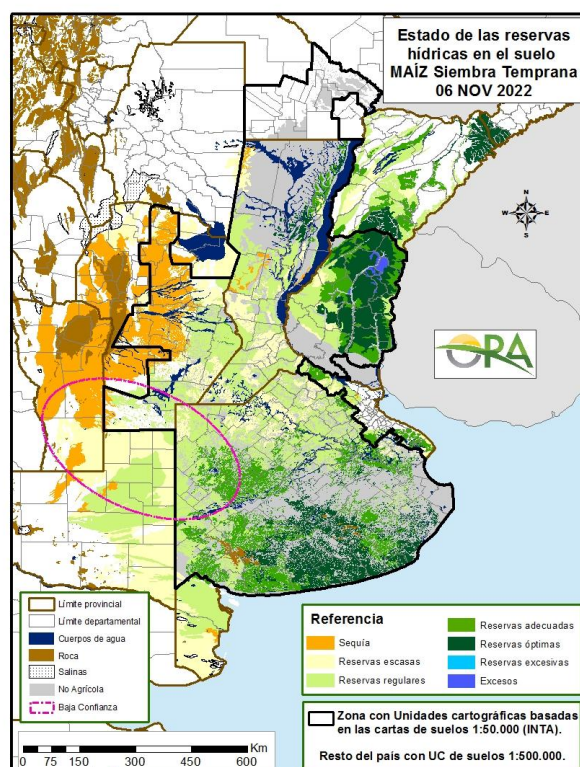 Estado de las reservas
hídricas en el suelo
MAÍZ Siembra Temprana
06 NOV 2022
N
W E
S
ORA
Límite provincial
Límite departamental
Cuerpos de agua
Roca
Salinas
No Agrícola
Baja Confianza
0 75 150 300 450 600 Km
Referencia
Sequía
Reservas escasas
Reservas regulares
Reservas adecuadas
Reservas óptimas
Reservas excesivas
Excesos
Zona con Unidades cartográficas basadas
en las cartas de suelos 1:50.000 (INTA).
Resto del país con UC de suelos 1:500.000.